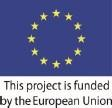 This project is funded
by the European Union